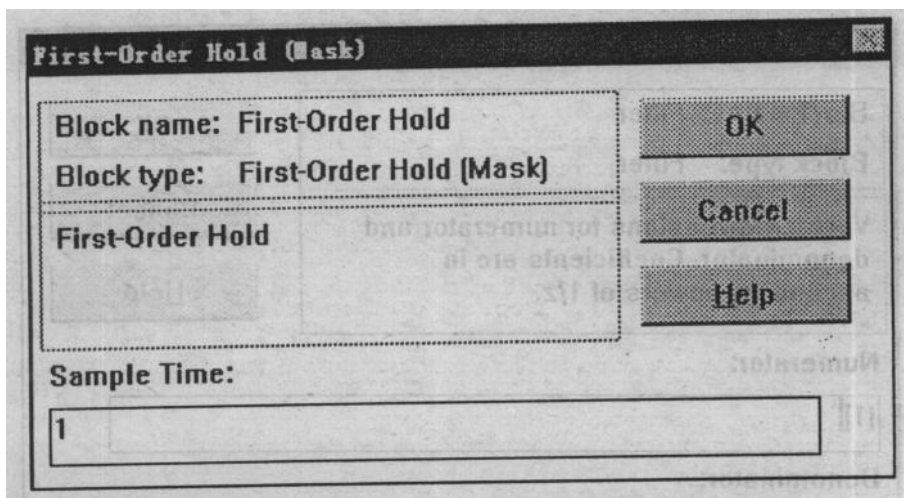 First-Order Hold (Mask)
Block name: First-Order Hold
Block type: First-Order Hold (Mask)
First-Order Hold
OK
Cancel
Help
Sample Time:
1